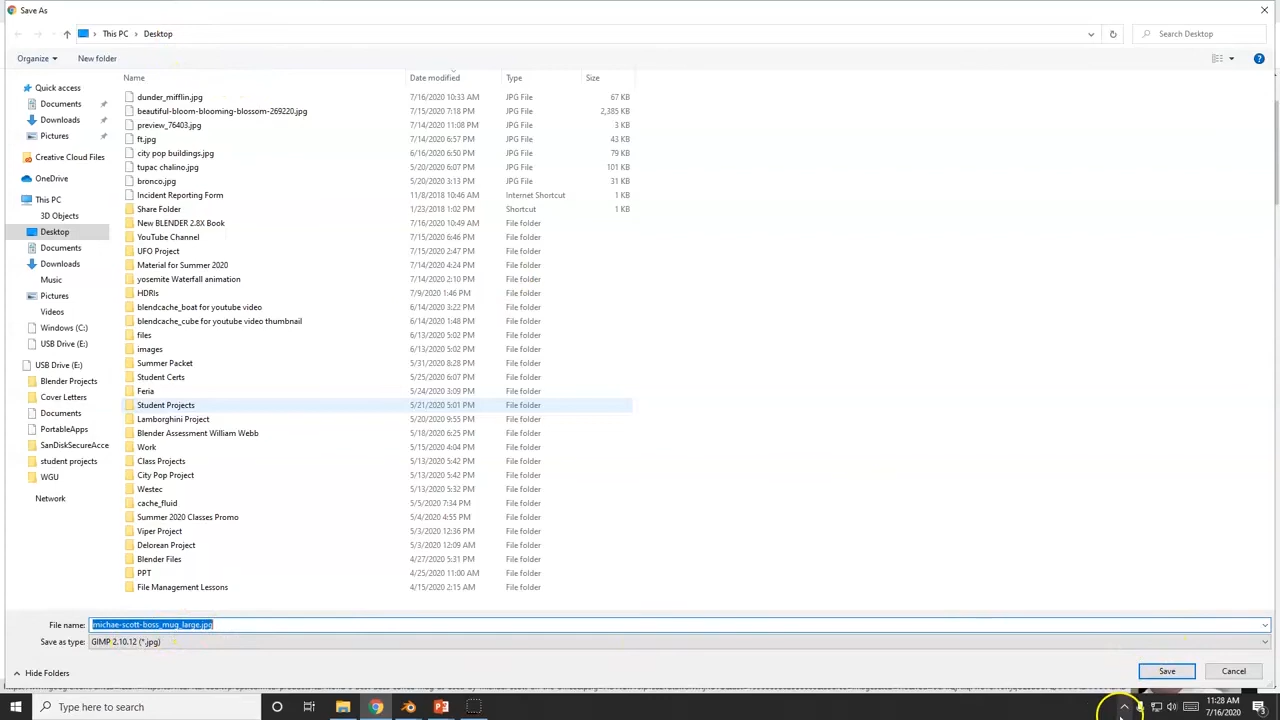 Save As
This PC › Desktop
Search Desktop
Organize
New folder
Name Date modified Type Size
Quick access
Documents
Downloads
Pictures
Creative Cloud Files
OneDrive
This PC
3D Objects
Desktop
Documents
Downloads
Music
Pictures
Videos
Windows (C:)
USB Drive (E:)
USB Drive (E:)
Blender Projects
Cover Letters
Documents
PortableApps
SanDiskSecureAcce
student projects
WGU
Network
dunder_mifflin.jpg 7/16/2020 10:33 AM JPG File 67 KB
beautiful-bloom-blooming-blossom-269220.jpg 7/15/2020 7:18 PM JPG File 2,385 KB
preview_76403.jpg 7/14/2020 11:08 PM JPG File 3 KB
ft.jpg 7/14/2020 6:57 PM JPG File 43 KB
city pop buildings.jpg 6/16/2020 6:50 PM JPG File 79 KB
tupac chalino.jpg 5/20/2020 6:07 PM JPG File 101 KB
bronco.jpg 5/20/2020 3:13 PM JPG File 31 KB
Incident Reporting Form 11/8/2018 10:46 AM Internet Shortcut 1 KB
Share Folder 1/23/2018 1:02 PM Shortcut 1 KB
New BLENDER 2.8X Book 7/16/2020 10:49 AM File folder
YouTube Channel 7/15/2020 6:46 PM File folder
UFO Project 7/15/2020 2:47 PM File folder
Material for Summer 2020 7/14/2020 4:24 PM File folder
yosemite Waterfall animation 7/14/2020 2:10 PM File folder
HDRIs 7/9/2020 1:46 PM File folder
blendcache_boat for youtube video 6/14/2020 3:22 PM File folder
blendcache_cube for youtube video thumbnail 6/14/2020 1:48 PM File folder
files 6/13/2020 5:02 PM File folder
images 6/13/2020 5:02 PM File folder
Summer Packet 5/31/2020 8:28 PM File folder
Student Certs 5/25/2020 6:07 PM File folder
Feria 5/24/2020 3:09 PM File folder
Student Projects 5/21/2020 5:01 PM File folder
Lamborghini Project 5/20/2020 9:55 PM File folder
Blender Assessment William Webb 5/18/2020 6:25 PM File folder
Work 5/15/2020 4:04 PM File folder
Class Projects 5/13/2020 5:42 PM File folder
City Pop Project 5/13/2020 5:42 PM File folder
Westec 5/13/2020 5:32 PM File folder
cache_fluid 5/5/2020 7:34 PM File folder
Summer 2020 Classes Promo 5/4/2020 4:55 PM File folder
Viper Project 5/3/2020 12:36 PM File folder
Delorean Project 5/3/2020 12:09 AM File folder
Blender Files 4/27/2020 5:31 PM File folder
PPT 4/25/2020 11:00 AM File folder
File Management Lessons 4/15/2020 2:15 AM File folder
File name: michae-scott-boss_mug_large.jpg
Save as type: GIMP 2.10.12 (*.jpg)
Hide Folders
Save
Cancel
Type here to search
11:28 AM
7/16/2020
3